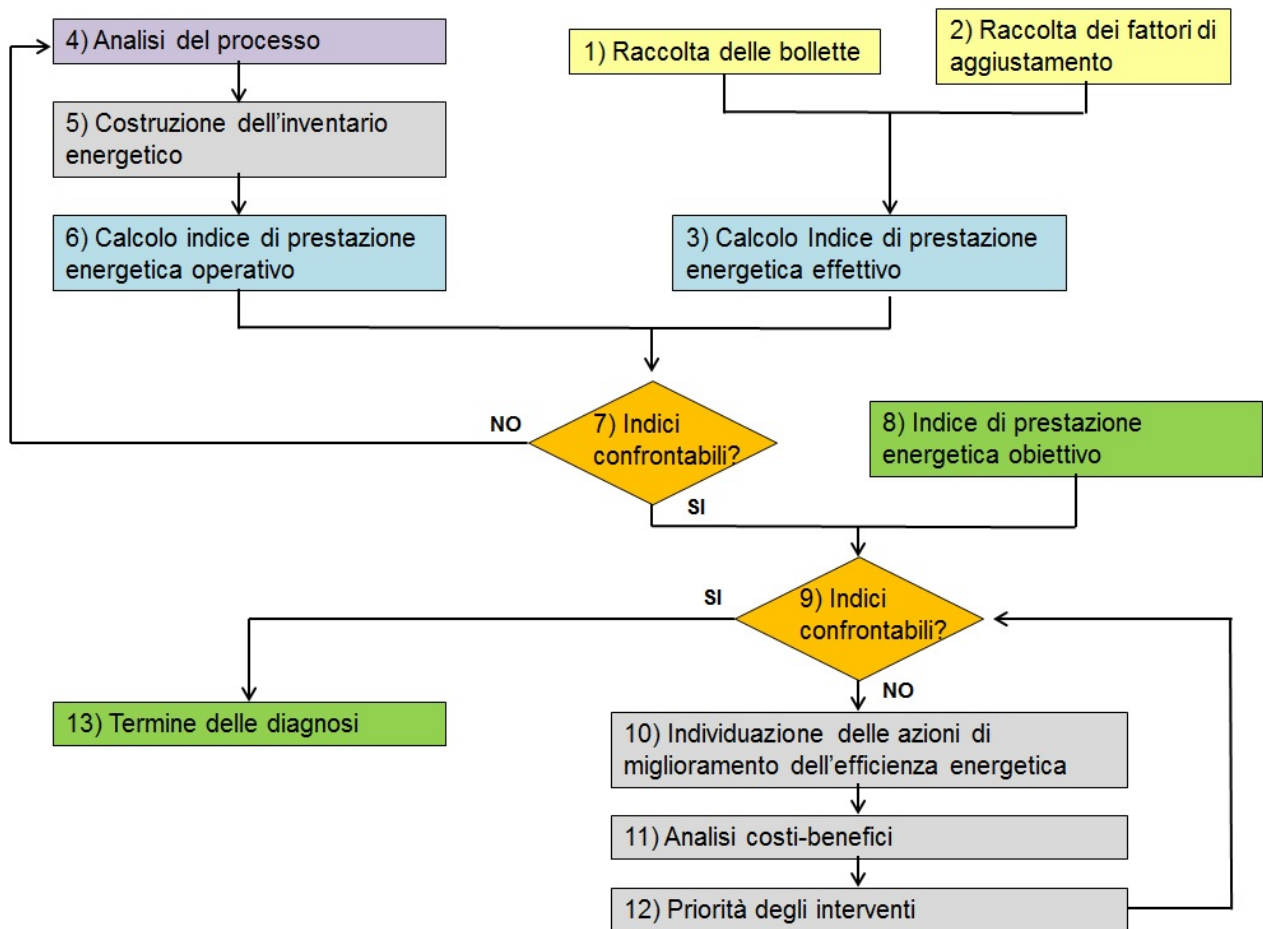 4) Analisi del processo
1) Raccolta delle bollette
2) Raccolta dei fattori di
aggiustamento
5) Costruzione dell'inventario
energetico
6) Calcolo indice di prestazione
energetica operativo
3) Calcolo Indice di prestazione
energetica effettivo
NO
7) Indici
confrontabili?
8) Indice di prestazione
energetica obiettivo
SI
SI
9) Indici
confrontabili?
NO
13) Termine delle diagnosi
10) Individuazione delle azioni di
miglioramento dell'efficienza energetica
11) Analisi costi-benefici
12) Priorità degli interventi